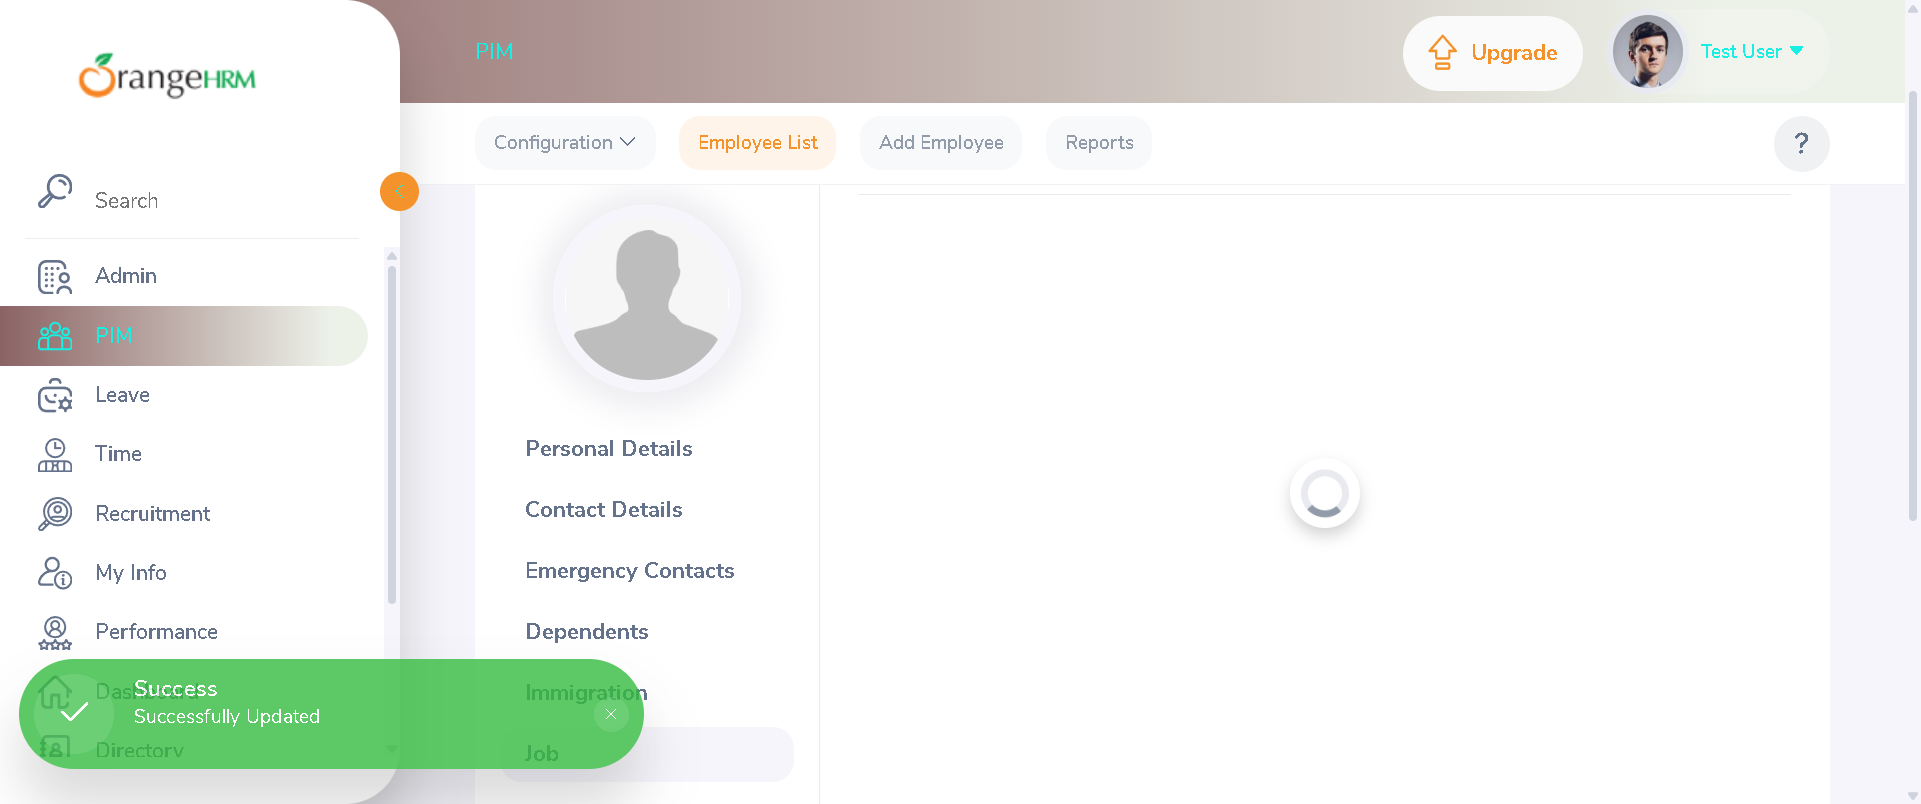 OrangeHRM
PIM
Upgrade
Test User
Configuration
Employee List
Add Employee
Reports
?
Search
Admin
PIM
Leave
Time
Recruitment
My Info
Performance
Dashboard
Directory
Personal Details
Contact Details
Emergency Contacts
Dependents
Immigration
Job
Success
Successfully Updated